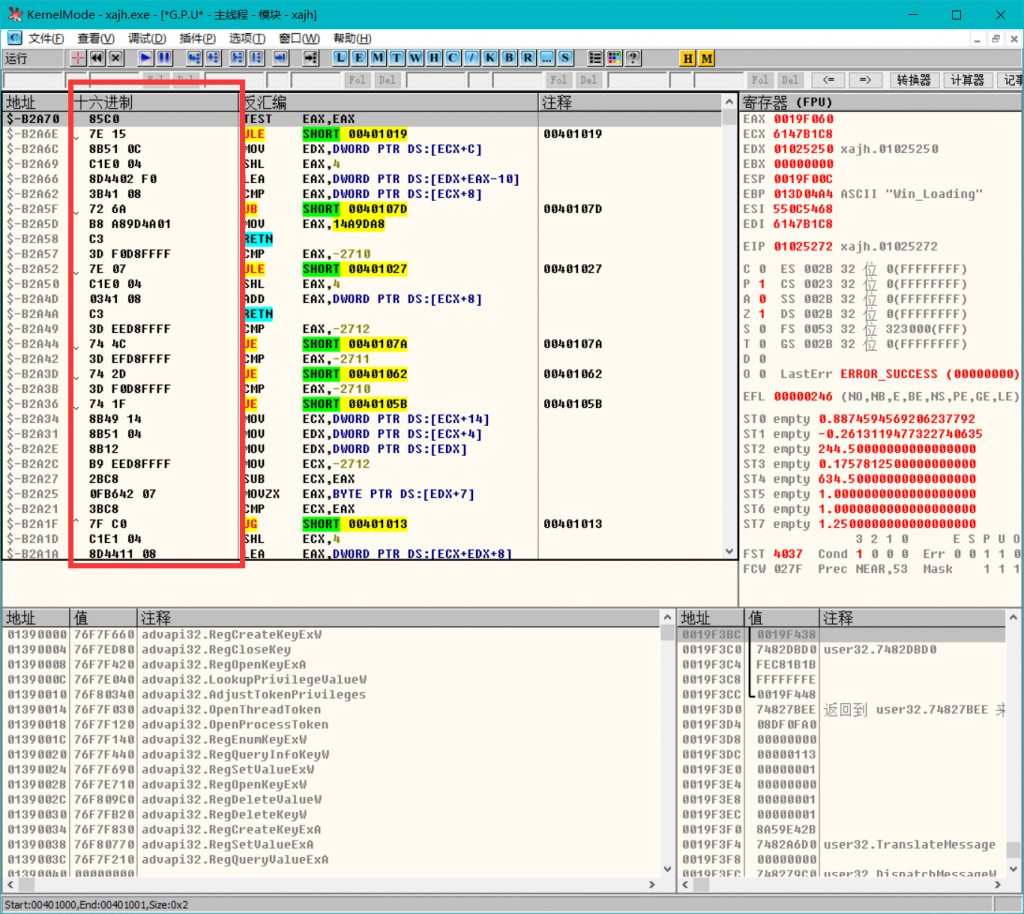 KernelMode - xajh.exe - [*G.P.U* - 主线程 - 模块 - xajh]
文件(F) 查看(V) 调试(D) 插件(P) 选项(T) 窗口(W) 帮助(H)
运行 L E M T W H C / K B R ... S ? H M
Fol Del Fol Del Fol Del <= => 转换器 计算器 记事
地址 十六进制 反汇编 注释
$-B2A70 85C0 TEST EAX,EAX
$-B2A6E 7E 15 JLE SHORT 00401019 00401019
$-B2A6C 8B51 0C MOV EDX,DWORD PTR DS:[ECX+C]
$-B2A69 C1E0 04 SHL EAX,4
$-B2A66 8D4402 F0 LEA EAX,DWORD PTR DS:[EDX+EAX-10]
$-B2A62 3B41 08 CMP EAX,DWORD PTR DS:[ECX+8]
$-B2A5F 72 6A JB SHORT 0040107D 0040107D
$-B2A5D B8 A89D4A01 MOV EAX,14A9DA8
$-B2A58 C3 RETN
$-B2A57 3D F0D8FFFF CMP EAX,-2710
$-B2A52 7E 07 JLE SHORT 00401027 00401027
$-B2A50 C1E0 04 SHL EAX,4
$-B2A4D 0341 08 ADD EAX,DWORD PTR DS:[ECX+8]
$-B2A4A C3 RETN
$-B2A49 3D EED8FFFF CMP EAX,-2712
$-B2A44 74 4C JE SHORT 0040107A 0040107A
$-B2A42 3D EFD8FFFF CMP EAX,-2711
$-B2A3D 74 2D JE SHORT 00401062 00401062
$-B2A3B 3D F0D8FFFF CMP EAX,-2710
$-B2A36 74 1F JE SHORT 0040105B 0040105B
$-B2A34 8B49 14 MOV ECX,DWORD PTR DS:[ECX+14]
$-B2A31 8B51 04 MOV EDX,DWORD PTR DS:[ECX+4]
$-B2A2E 8B12 MOV EDX,DWORD PTR DS:[EDX]
$-B2A2C B9 EED8FFFF MOV ECX,-2712
$-B2A27 2BC8 SUB ECX,EAX
$-B2A25 0FB642 07 MOVZX EAX,BYTE PTR DS:[EDX+7]
$-B2A21 3BC8 CMP ECX,EAX
$-B2A1F 7F C0 JG SHORT 00401013 00401013
$-B2A1D C1E1 04 SHL ECX,4
$-B2A1A 8D4411 08 LEA EAX,DWORD PTR DS:[ECX+EDX+8]
寄存器 (FPU)
EAX 0019F060
ECX 6147B1C8
EDX 01025250 xajh.01025250
EBX 00000000
ESP 0019F00C
EBP 013D04A4 ASCII "Win_Loading"
ESI 550C5468
EDI 6147B1C8
EIP 01025272 xajh.01025272
C 0 ES 002B 32 位 0(FFFFFFFF)
P 1 CS 0023 32 位 0(FFFFFFFF)
A 0 SS 002B 32 位 0(FFFFFFFF)
Z 1 DS 002B 32 位 0(FFFFFFFF)
S 0 FS 0053 32 位 323000(FFF)
T 0 GS 002B 32 位 0(FFFFFFFF)
D 0
O 0 LastErr ERROR_SUCCESS (00000000)
EFL 00000246 (NO,NB,E,BE,NS,PE,GE,LE)
ST0 empty 0.8874594569206237792
ST1 empty -0.2613119477322740635
ST2 empty 244.50000000000000000
ST3 empty 0.1757812500000000000
ST4 empty 634.50000000000000000
ST5 empty 1.0000000000000000000
ST6 empty 1.0000000000000000000
ST7 empty 1.2500000000000000000
3 2 1 0 E S P U O
FST 4037 Cond 1 0 0 0 Err 0 0 1 1 0
FCW 027F Prec NEAR,53 Mask 1 1 1
地址 值 注释
01390000 76F7F660 advapi32.RegCreateKeyExW
01390004 76F7ED80 advapi32.RegCloseKey
01390008 76F7F420 advapi32.RegOpenKeyExA
0139000C 76F7E040 advapi32.LookupPrivilegeValueW
01390010 76F80340 advapi32.AdjustTokenPrivileges
01390014 76F7F030 advapi32.OpenThreadToken
01390018 76F7F120 advapi32.OpenProcessToken
0139001C 76F7F140 advapi32.RegEnumKeyExW
01390020 76F7F440 advapi32.RegQueryInfoKeyW
01390024 76F7F690 advapi32.RegSetValueExW
01390028 76F7E710 advapi32.RegOpenKeyExW
0139002C 76F809C0 advapi32.RegDeleteValueW
01390030 76F7FB20 advapi32.RegDeleteKeyW
01390034 76F7F830 advapi32.RegCreateKeyExA
01390038 76F80770 advapi32.RegSetValueExA
0139003C 76F7F210 advapi32.RegQueryValueExA
01390040 00000000
地址 值 注释
0019F3BC 0019F438
0019F3C0 7482DBD0 user32.7482DBD0
0019F3C4 FEC81B1B
0019F3C8 FFFFFFFE
0019F3CC 0019F448
0019F3D0 74827BEE 返回到 user32.74827BEE 来
0019F3D4 08DF0FA0
0019F3D8 00000000
0019F3DC 00000113
0019F3E0 00000001
0019F3E4 00000000
0019F3E8 00000001
0019F3EC 00000001
0019F3F0 8A59E42B
0019F3F4 7482A6D0 user32.TranslateMessage
0019F3F8 00000000
0019F3FC 748279C0 user32.DispatchMessageW
Start:00401000,End:00401001,Size:0x2